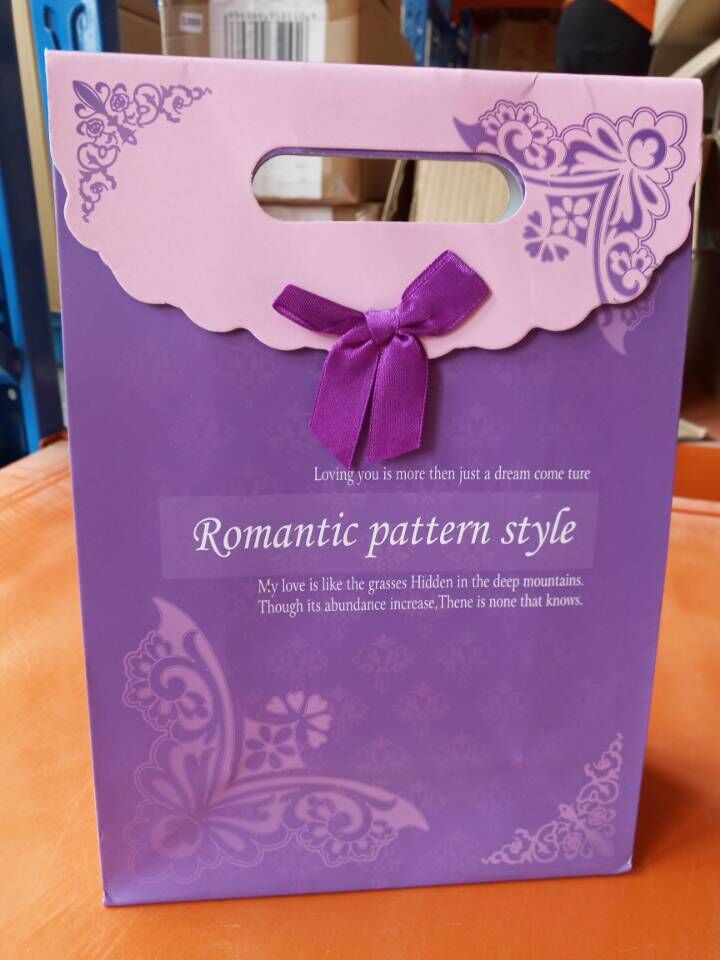 Loving you is more then just a dream come ture
Romantic pattern style
My love is like the grasses Hidden in the deep mountains.
Though its abundance increase,Thene is none that knows.